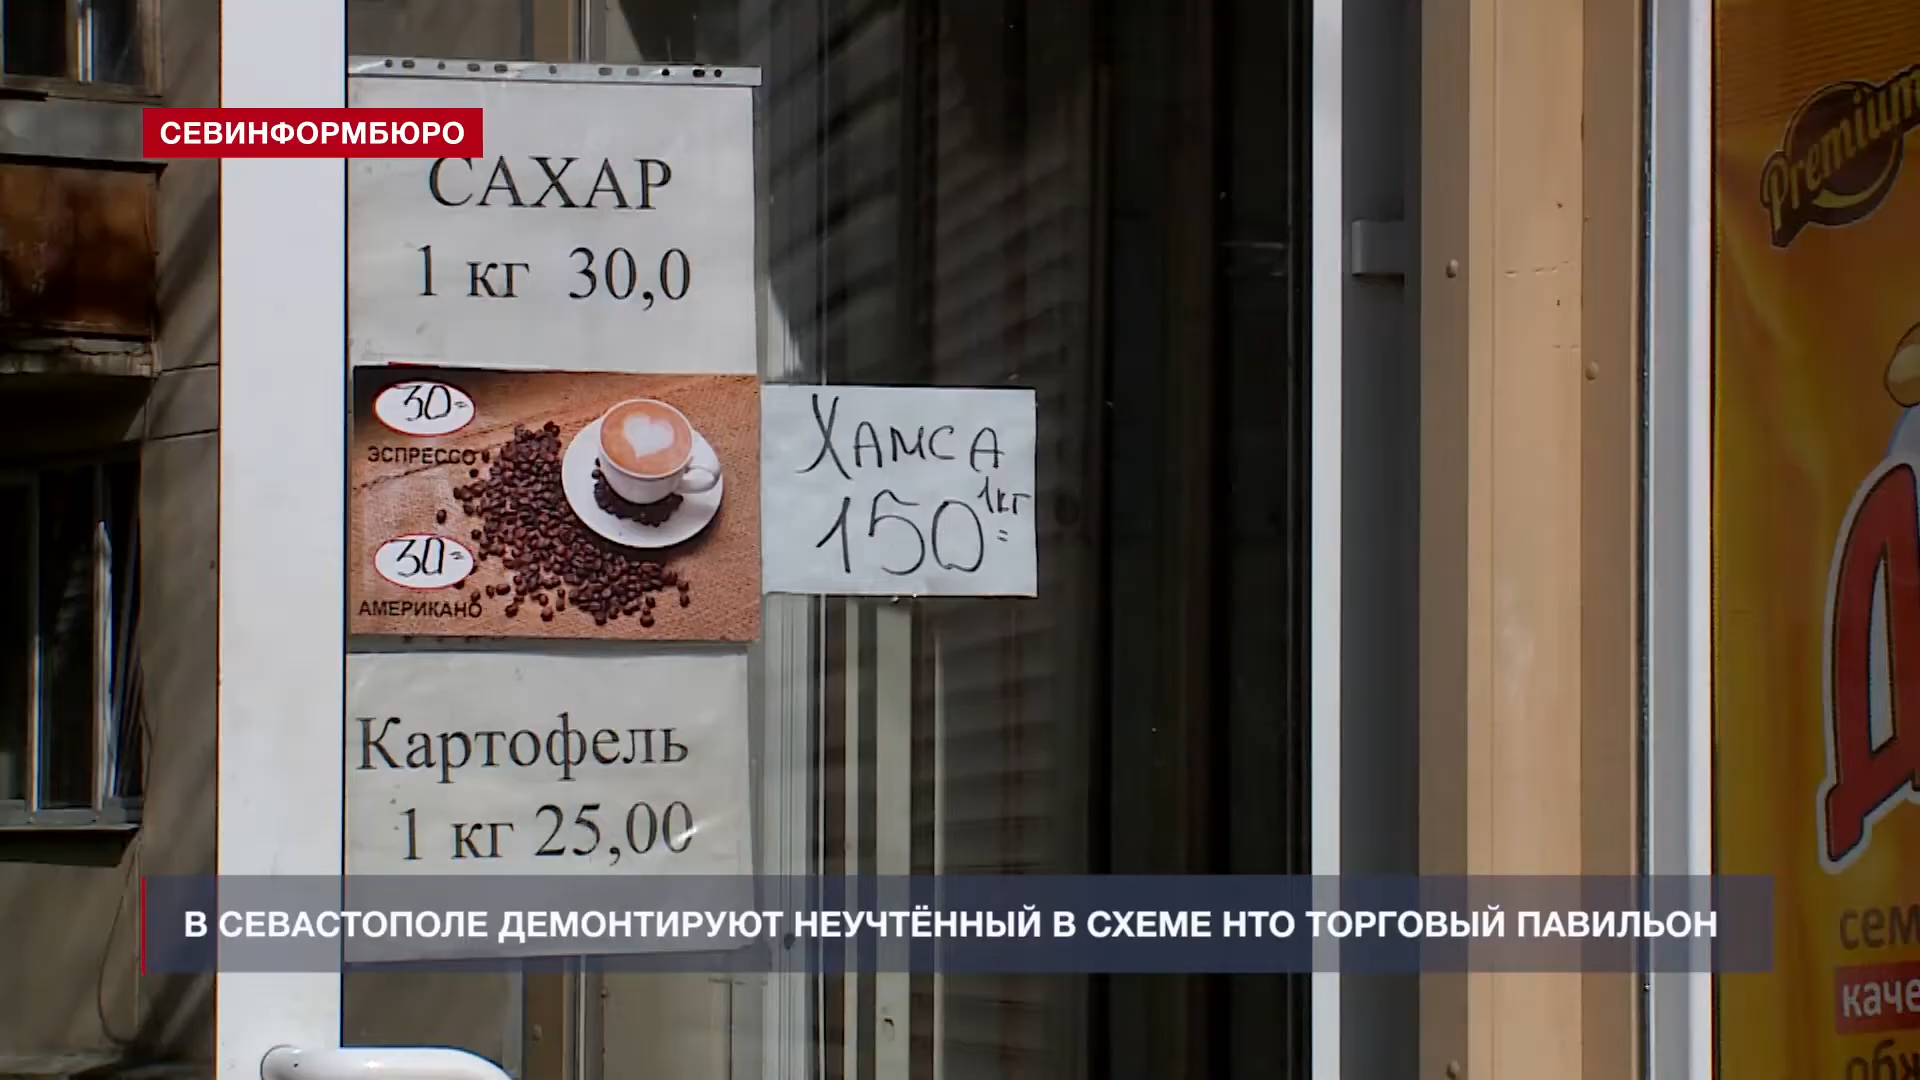 СЕВИНФОРМБЮРО
САХАР
1 кг 30,0
30=
ЭСПРЕССО
30=
АМЕРИКАНО
Хамса
150= 1кг
Картофель
1 кг 25,00
В СЕВАСТОПОЛЕ ДЕМОНТИРУЮТ НЕУЧТЁННЫЙ В СХЕМЕ НТО ТОРГОВЫЙ ПАВИЛЬОН
Premium